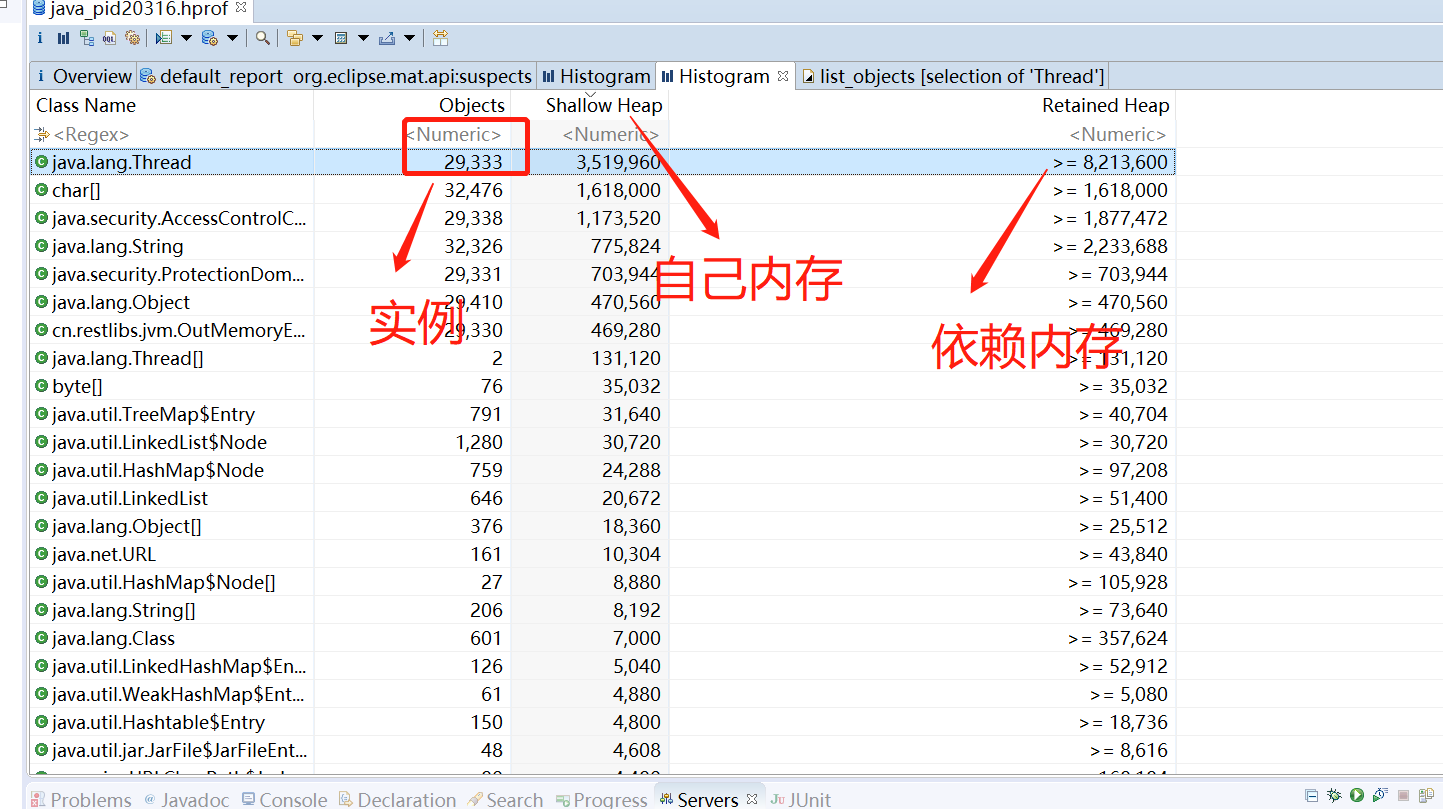 java_pid20316.hprof
Overview default_report org.eclipse.mat.api:suspects Histogram Histogram list_objects [selection of 'Thread']
Class Name Objects Shallow Heap Retained Heap
<Regex> <Numeric> <Numeric> <Numeric>
java.lang.Thread 29,333 3,519,960 >= 8,213,600
char[] 32,476 1,618,000 >= 1,618,000
java.security.AccessControlC... 29,338 1,173,520 >= 1,877,472
java.lang.String 32,326 775,824 >= 2,233,688
java.security.ProtectionDom... 29,331 703,944 >= 703,944
自己内存
java.lang.Object 29,410 470,560 >= 470,560
实例
cn.restlibs.jvm.OutMemoryE... 29,330 469,280 >= 469,280
依赖内存
java.lang.Thread[] 2 131,120 >= 131,120
byte[] 76 35,032 >= 35,032
java.util.TreeMap$Entry 791 31,640 >= 40,704
java.util.LinkedList$Node 1,280 30,720 >= 30,720
java.util.HashMap$Node 759 24,288 >= 97,208
java.util.LinkedList 646 20,672 >= 51,400
java.lang.Object[] 376 18,360 >= 25,512
java.net.URL 161 10,304 >= 43,840
java.util.HashMap$Node[] 27 8,880 >= 105,928
java.lang.String[] 206 8,192 >= 73,640
java.lang.Class 601 7,000 >= 357,624
java.util.LinkedHashMap$En... 126 5,040 >= 52,912
java.util.WeakHashMap$Ent... 61 4,880 >= 5,080
java.util.Hashtable$Entry 150 4,800 >= 18,736
java.util.jar.JarFile$JarFileEnt... 48 4,608 >= 8,616
Problems Javadoc Console Declaration Search Progress Servers JUnit